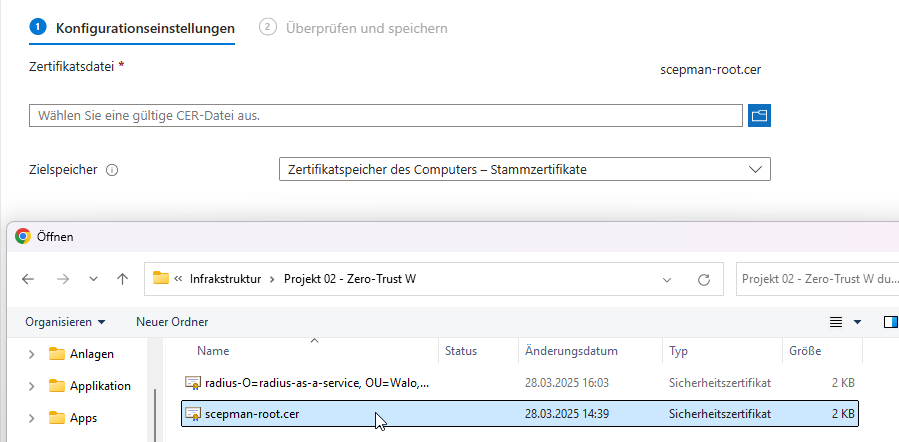 1 Konfigurationseinstellungen 2 Überprüfen und speichern
Zertifikatsdatei * scepman-root.cer
Wählen Sie eine gültige CER-Datei aus.
Zielspeicher Zertifikatspeicher des Computers – Stammzertifikate
Öffnen
« Infrakstruktur › Projekt 02 - Zero-Trust W Projekt 02 - Zero-Trust W du...
Organisieren Neuer Ordner
Name Status Änderungsdatum Typ Größe
Anlagen
radius-O=radius-as-a-service, OU=Walo,... 28.03.2025 16:03 Sicherheitszertifikat 2 KB
Applikation
scepman-root.cer 28.03.2025 14:39 Sicherheitszertifikat 2 KB
Apps